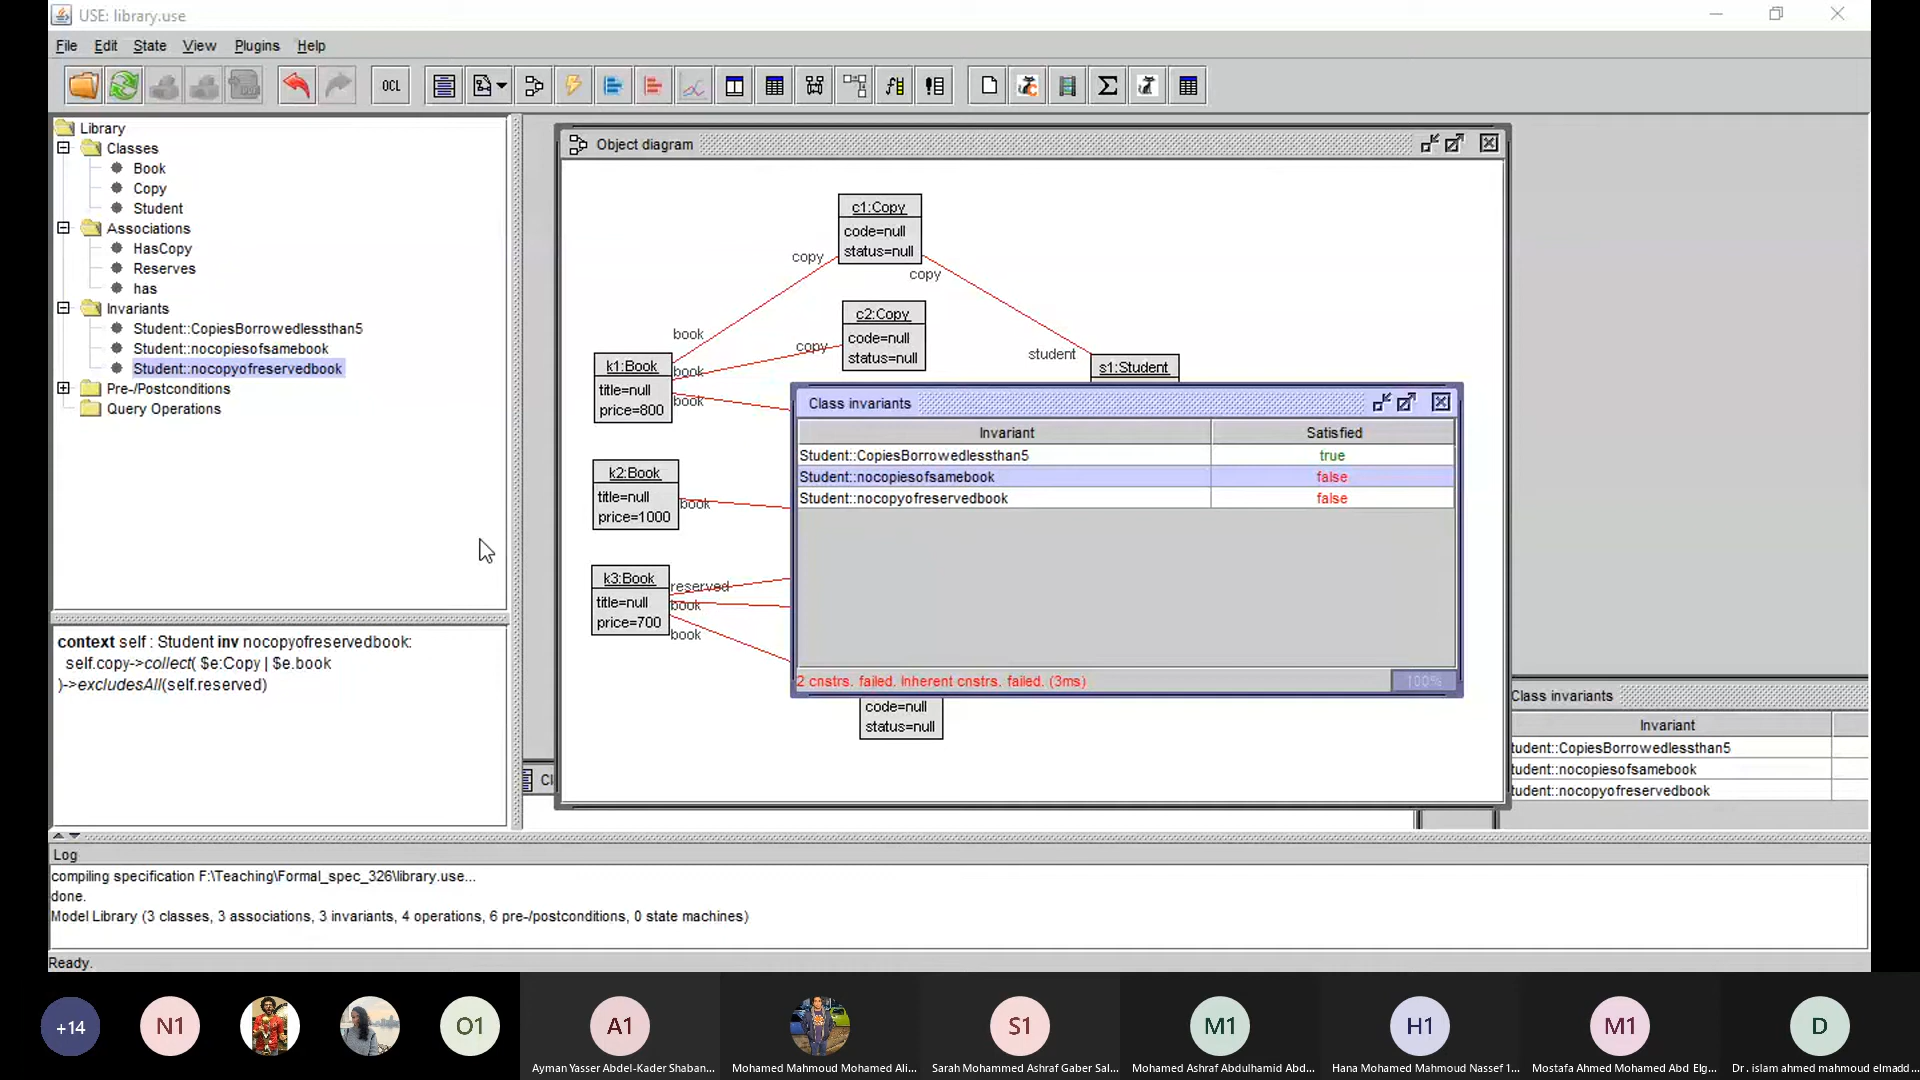 USE: library.use
File Edit State View Plugins Help
OCL
Library
Classes
Book
Copy
Student
Associations
HasCopy
Reserves
has
Invariants
Student::CopiesBorrowedlessthan5
Student::nocopiesofsamebook
Student::nocopyofreservedbook
Pre-/Postconditions
Query Operations
context self : Student inv nocopyofreservedbook:
self.copy->collect( $e:Copy | $e.book
)->excludesAll(self.reserved)
Object diagram
c1:Copy
code=null
status=null
copy
copy
c2:Copy
code=null
status=null
book
copy
student
s1:Student
k1:Book
title=null
price=800
book
book
k2:Book
title=null
price=1000
book
k3:Book
title=null
price=700
reserved
book
book
Class invariants
Invariant Satisfied
Student::CopiesBorrowedlessthan5 true
Student::nocopiesofsamebook false
Student::nocopyofreservedbook false
2 cnstrs. failed. Inherent cnstrs. failed. (3ms) 100%
code=null
status=null
Cl
Class invariants
Invariant
tudent::CopiesBorrowedlessthan5
tudent::nocopiesofsamebook
tudent::nocopyofreservedbook
Log
compiling specification F:\Teaching\Formal_spec_326\library.use...
done.
Model Library (3 classes, 3 associations, 3 invariants, 4 operations, 6 pre-/postconditions, 0 state machines)
Ready.
+14 N1 O1 A1 S1 M1 H1 M1 D
Ayman Yasser Abdel-Kader Shaban...
Mohamed Mahmoud Mohamed Ali...
Sarah Mohammed Ashraf Gaber Sal...
Mohamed Ashraf Abdulhamid Abd...
Hana Mohamed Mahmoud Nassef 1...
Mostafa Ahmed Mohamed Abd Elg...
Dr. islam ahmed mahmoud elmadd...